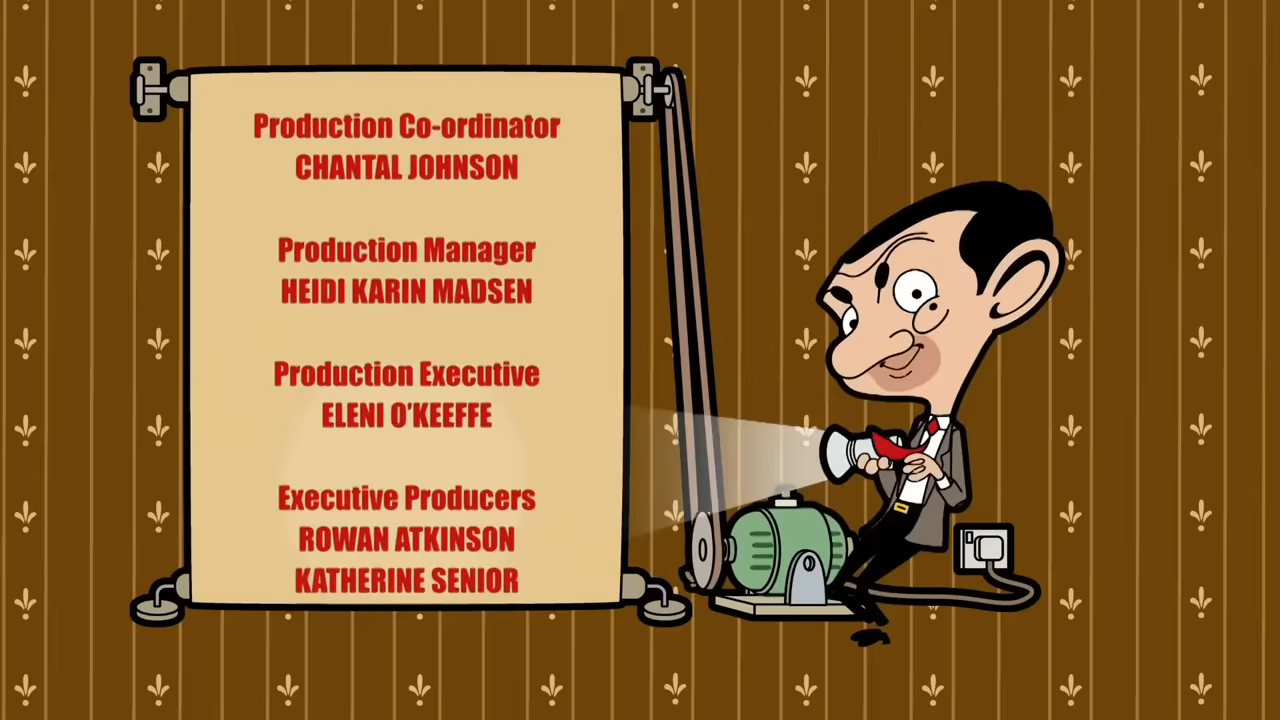 Production Co-ordinator
CHANTAL JOHNSON
Production Manager
HEIDI KARIN MADSEN
Production Executive
ELENI O'KEEFFE
Executive Producers
ROWAN ATKINSON
KATHERINE SENIOR